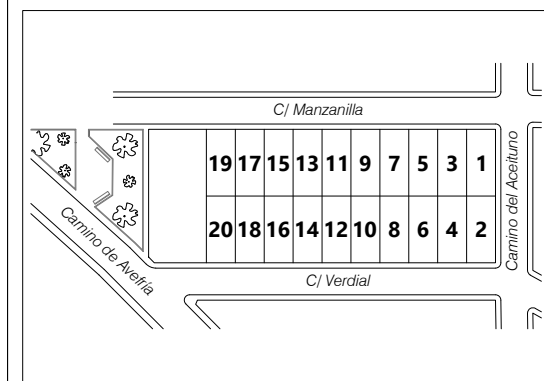 C/ Manzanilla
19 17 15 13 11 9 7 5 3 1
20 18 16 14 12 10 8 6 4 2
Camino del Aceituno
Camino de Avefría
C/ Verdial